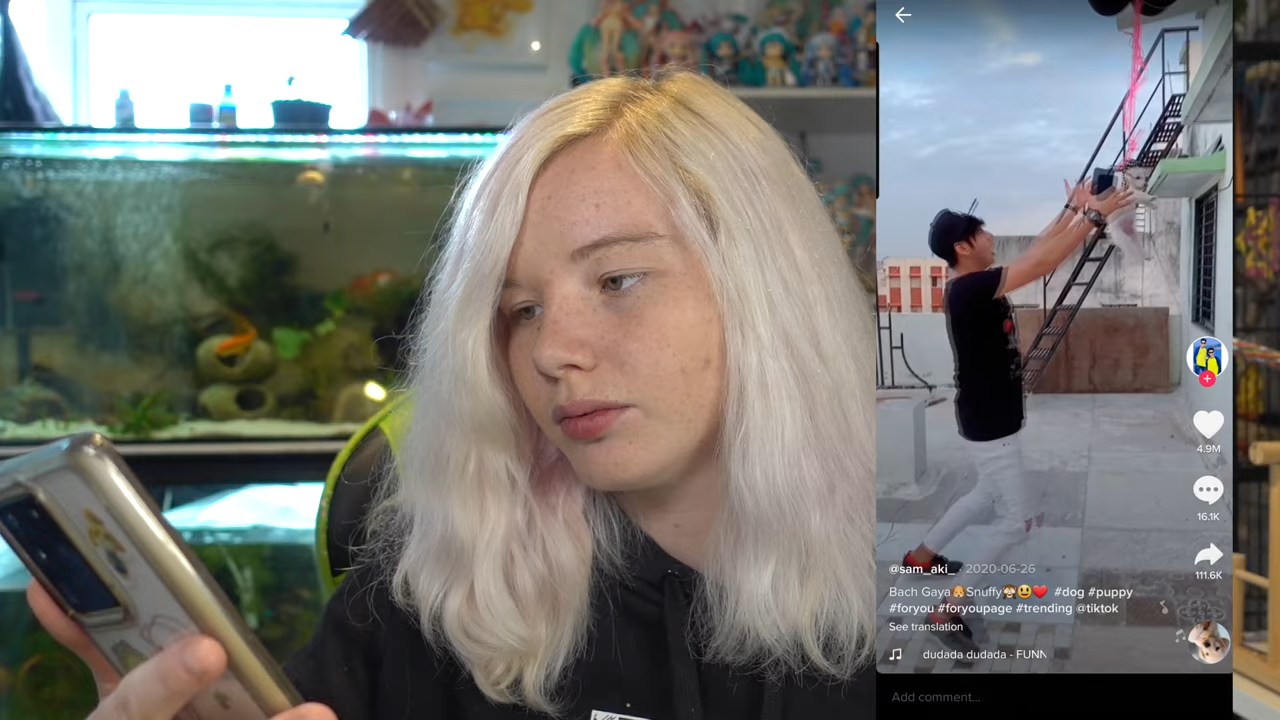 4.9M
16.1K
111.6K
@sam_aki_ · 2020-06-26
Bach Gaya👴Snuffy🙈😃❤️ #dog #puppy
#foryou #foryoupage #trending @tiktok
See translation
dudada dudada - FUNN
Add comment...